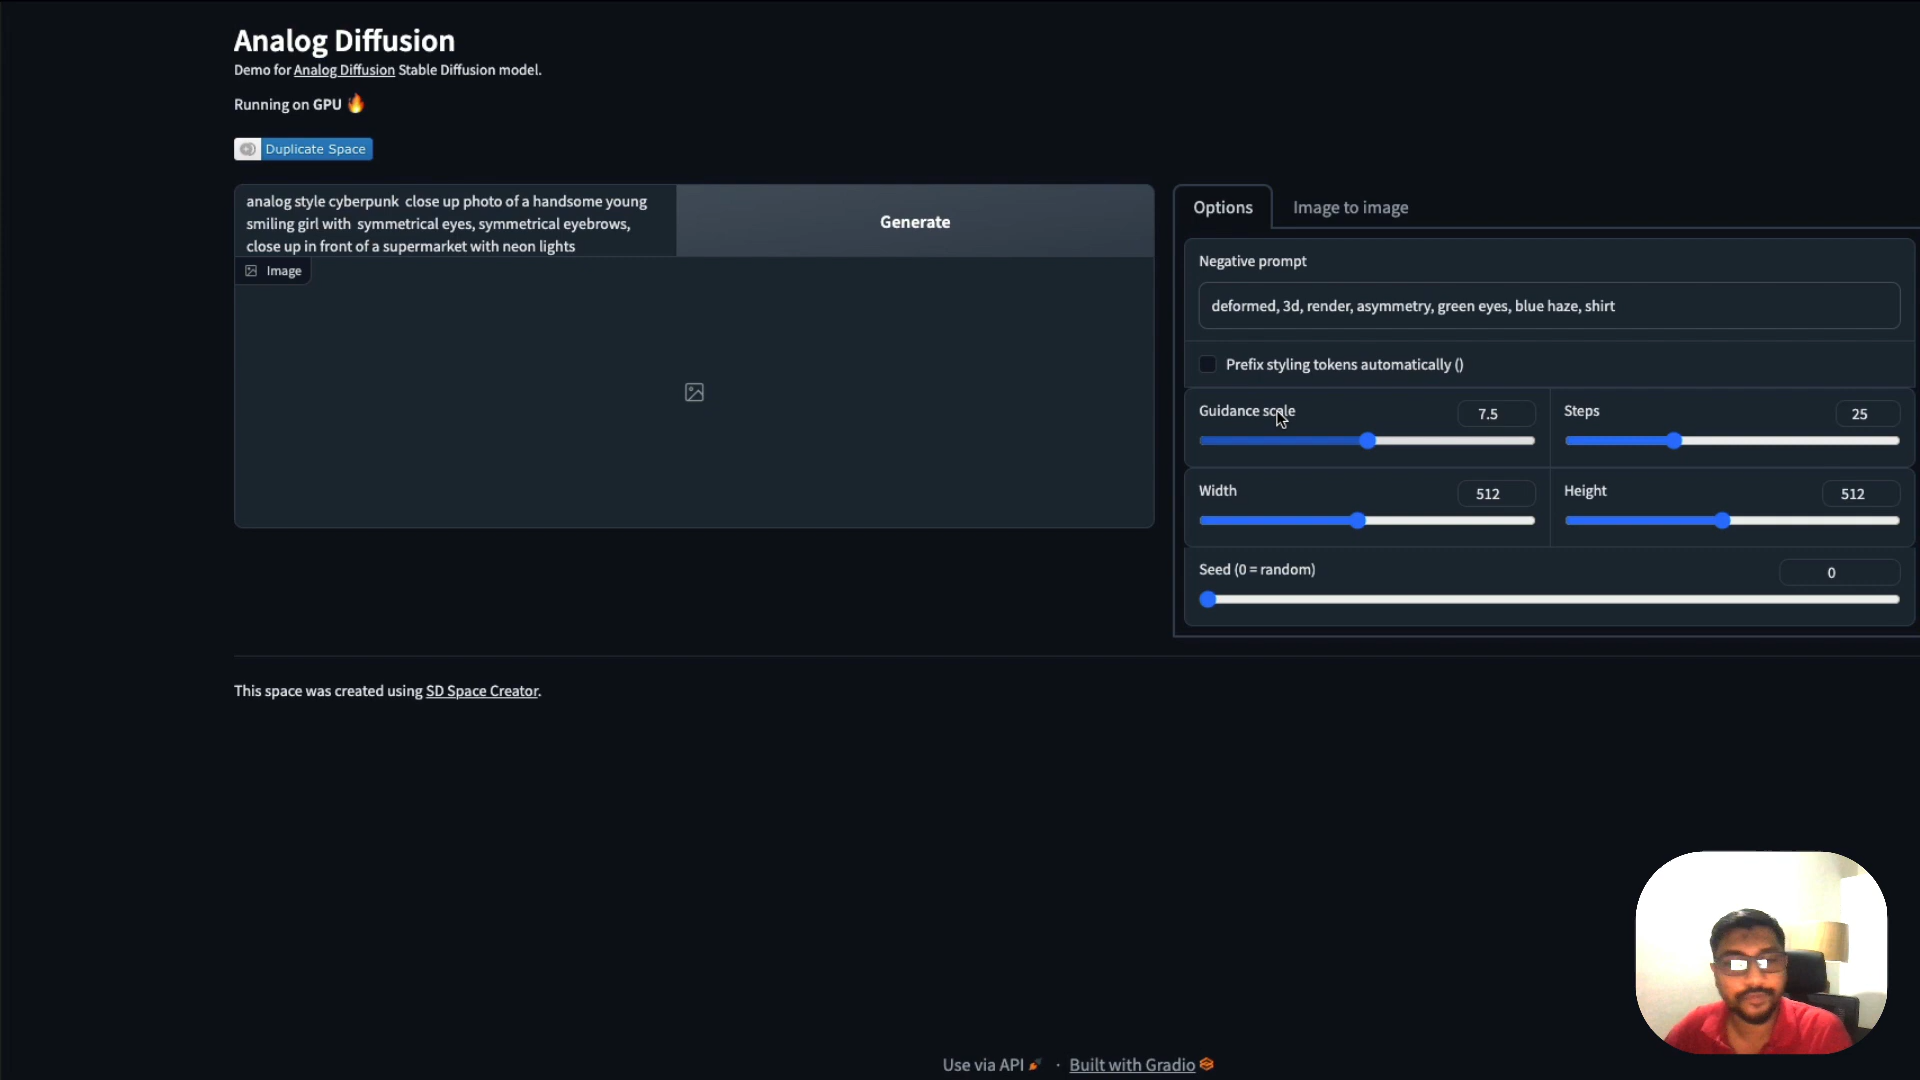 Analog Diffusion
Demo for Analog Diffusion Stable Diffusion model.
Running on GPU 🔥
Duplicate Space
analog style cyberpunk close up photo of a handsome young
smiling girl with symmetrical eyes, symmetrical eyebrows,
close up in front of a supermarket with neon lights
Generate
Image
Options
Image to image
Negative prompt
deformed, 3d, render, asymmetry, green eyes, blue haze, shirt
Prefix styling tokens automatically ()
Guidance scale
7.5
Steps
25
Width
512
Height
512
Seed (0 = random)
0
This space was created using SD Space Creator.
Use via API 🚀 · Built with Gradio